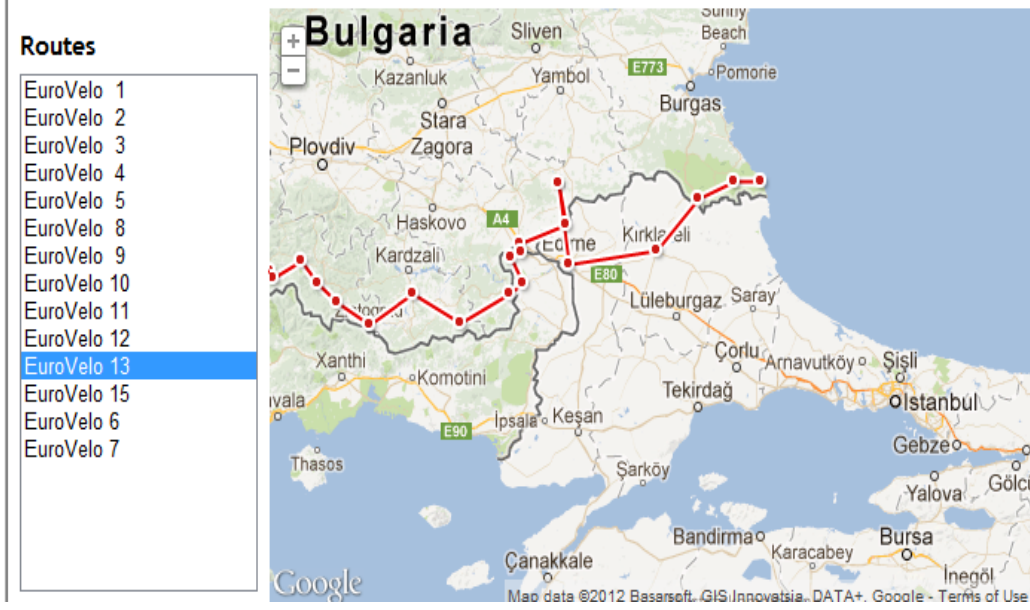 Routes
EuroVelo 1
EuroVelo 2
EuroVelo 3
EuroVelo 4
EuroVelo 5
EuroVelo 8
EuroVelo 9
EuroVelo 10
EuroVelo 11
EuroVelo 12
EuroVelo 13
EuroVelo 15
EuroVelo 6
EuroVelo 7
+
−
Bulgaria
Sliven
Sunny
Beach
Kazanluk
Yambol
E773
Pomorie
Burgas
Stara
Zagora
Plovdiv
Haskovo
A4
Edirne
Kırklareli
Kardzali
E80
Lüleburgaz
Saray
Çorlu
Arnavutköy
Şişli
Xanthi
Komotini
Tekirdağ
Istanbul
vala
E90
İpsala
Keşan
Gebze
Thasos
Şarköy
Yalova
Gölcü
Bandirma
Bursa
Karacabey
Çanakkale
İnegöl
Google
Map data ©2012 Basarsoft, GIS Innovatsia, DATA+, Google - Terms of Use